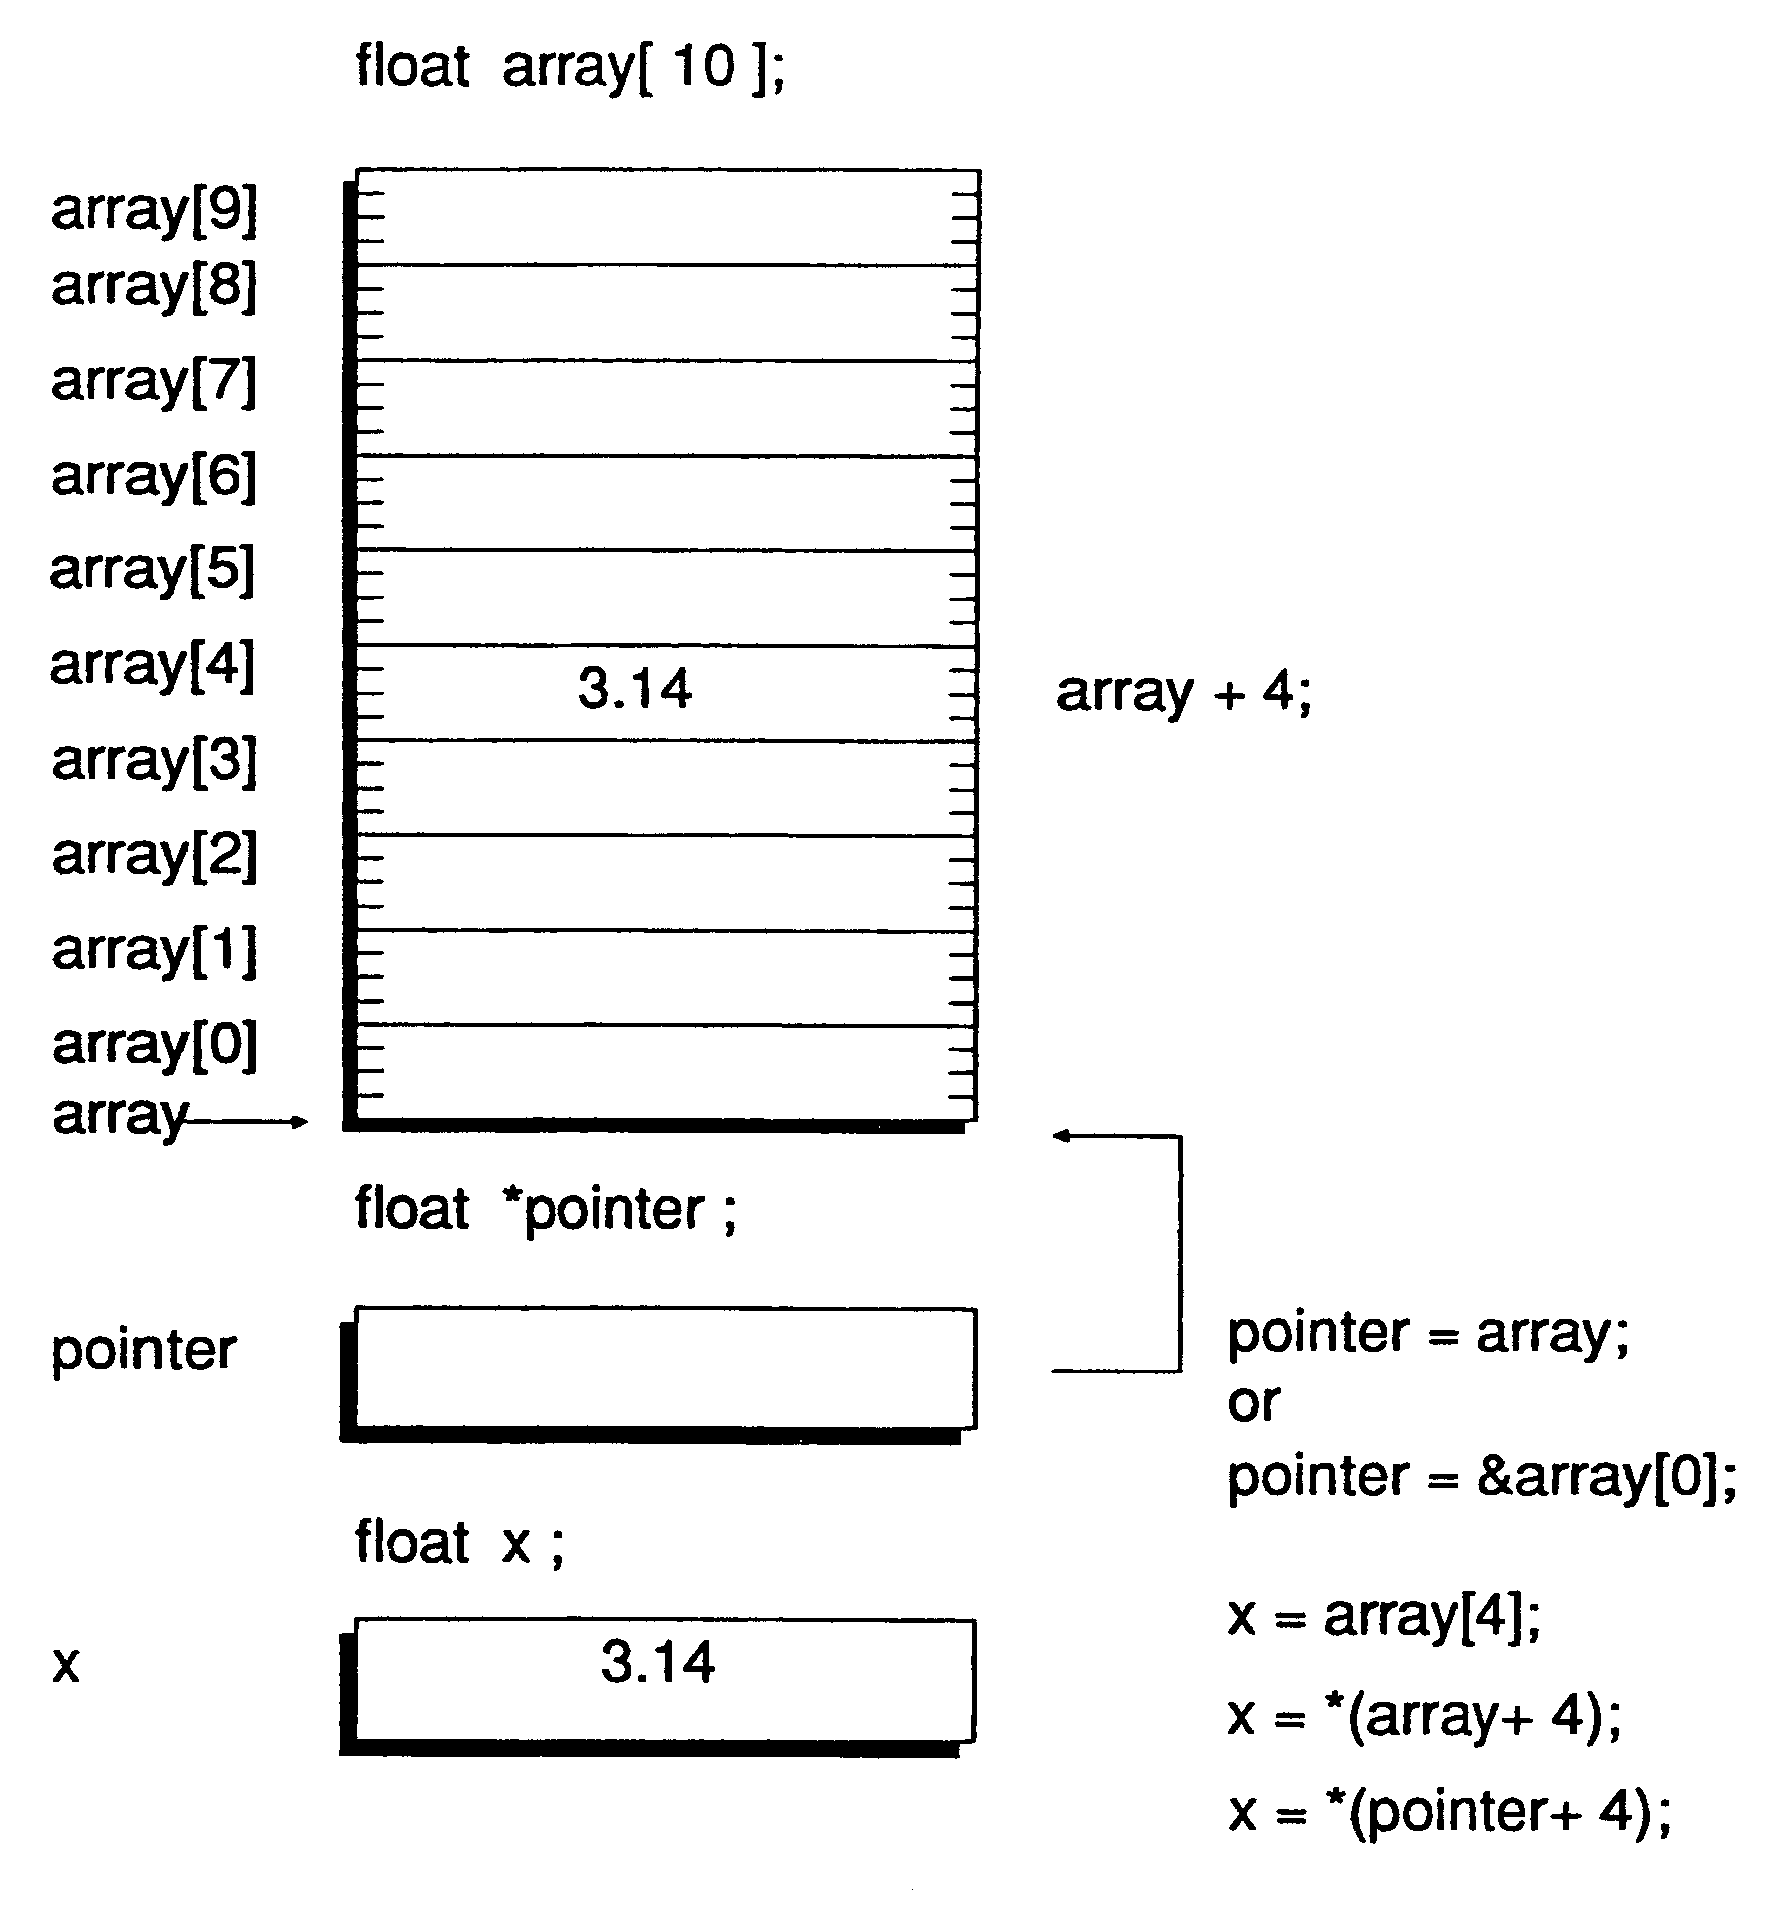 float array[ 10 ];
array[9]
array[8]
array[7]
array[6]
array[5]
array[4] 3.14 array + 4;
array[3]
array[2]
array[1]
array[0]
array
float *pointer ;
pointer
pointer = array;
or
pointer = &array[0];
float x ;
x 3.14
x = array[4];
x = *(array+ 4);
x = *(pointer+ 4);